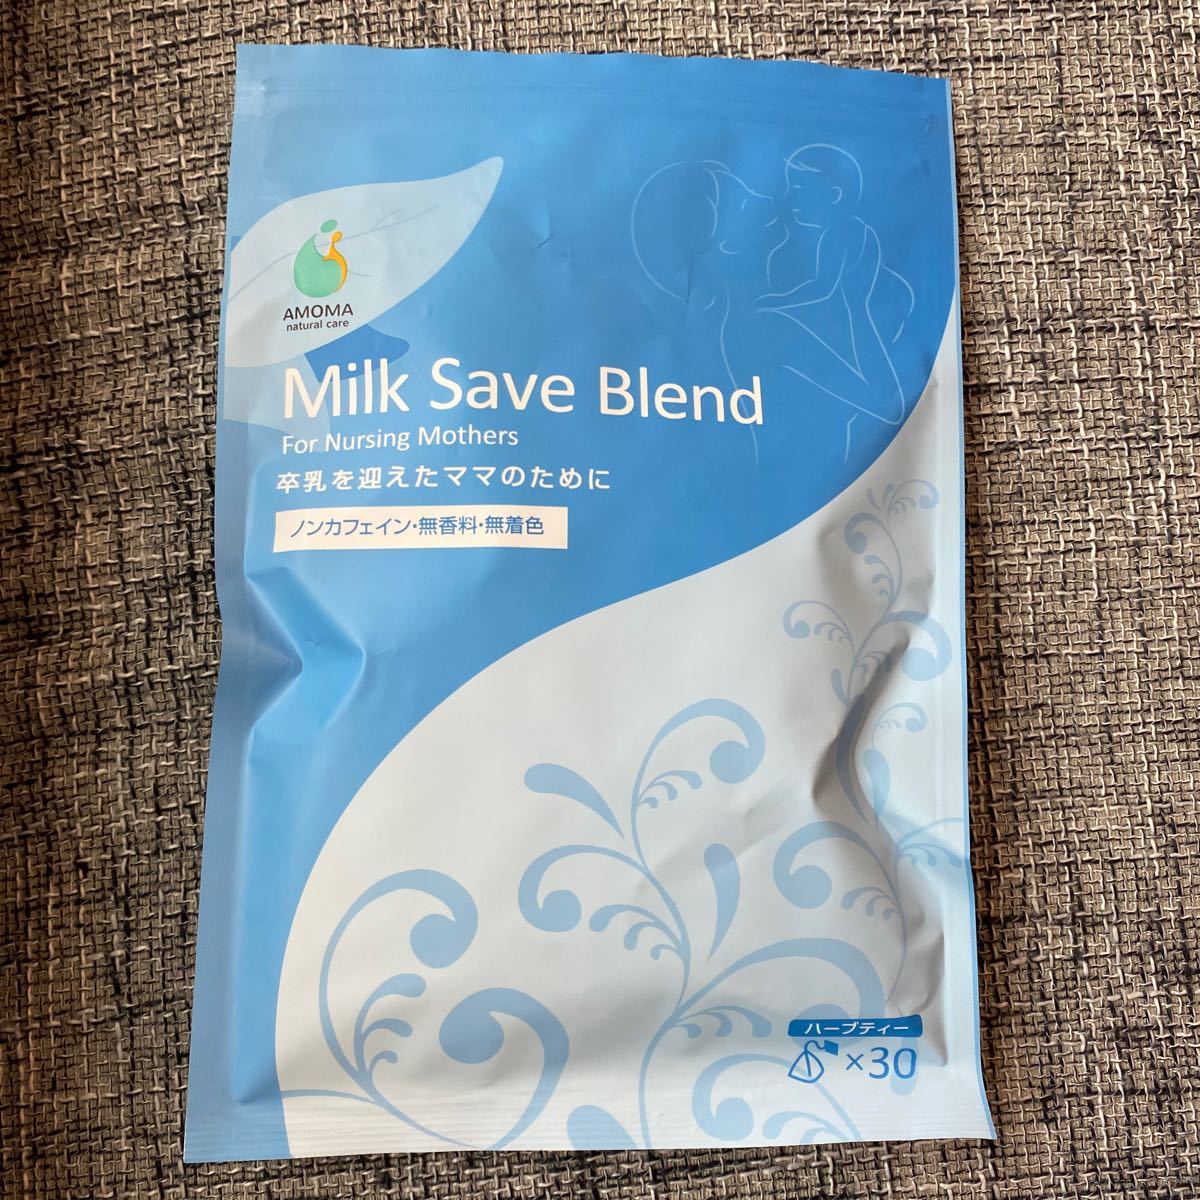 AMOMA
natural care
Milk Save Blend
For Nursing Mothers
卒乳を迎えたママのために
ノンカフェイン・無香料・無着色
ハーブティー
×30